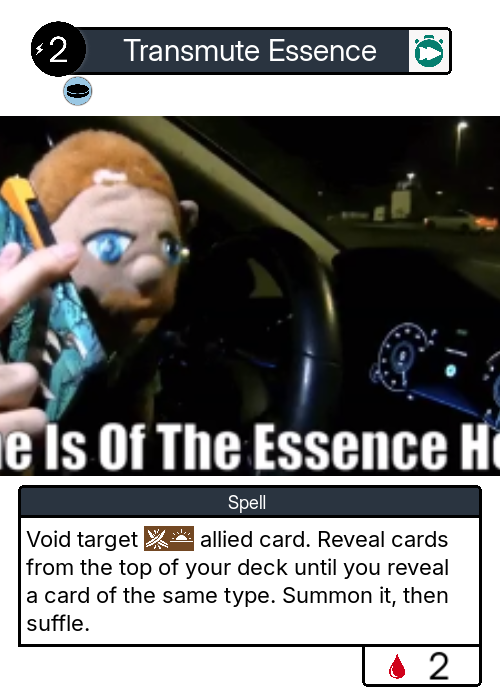 2
Transmute Essence
e Is Of The Essence H
Spell
Void target allied card. Reveal cards
from the top of your deck until you reveal
a card of the same type. Summon it, then
suffle.
2